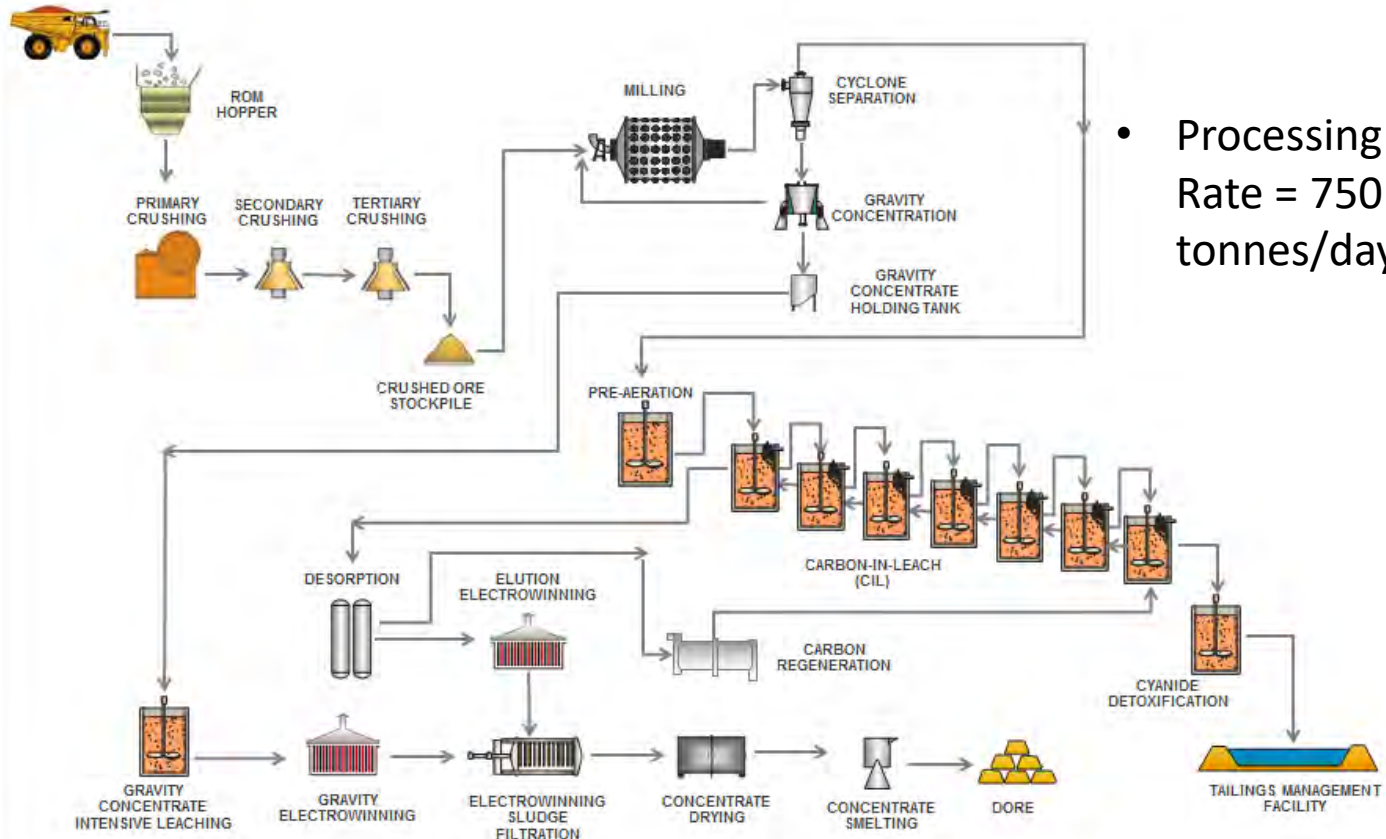 ROM
HOPPER
PRIMARY
CRUSHING
SECONDARY
CRUSHING
TERTIARY
CRUSHING
CRUSHED ORE
STOCKPILE
MILLING
CYCLONE
SEPARATION
GRAVITY
CONCENTRATION
GRAVITY
CONCENTRATE
HOLDING TANK
• Processing
Rate = 750
tonnes/day
PRE-AERATION
CARBON-IN-LEACH
(CIL)
DESORPTION
ELUTION
ELECTROWINNING
CARBON
REGENERATION
CYANIDE
DETOXIFICATION
GRAVITY
CONCENTRATE
INTENSIVE LEACHING
GRAVITY
ELECTROWINNING
ELECTROWINNING
SLUDGE
FILTRATION
CONCENTRATE
DRYING
CONCENTRATE
SMELTING
DORE
TAILINGS MANAGEMENT
FACILITY